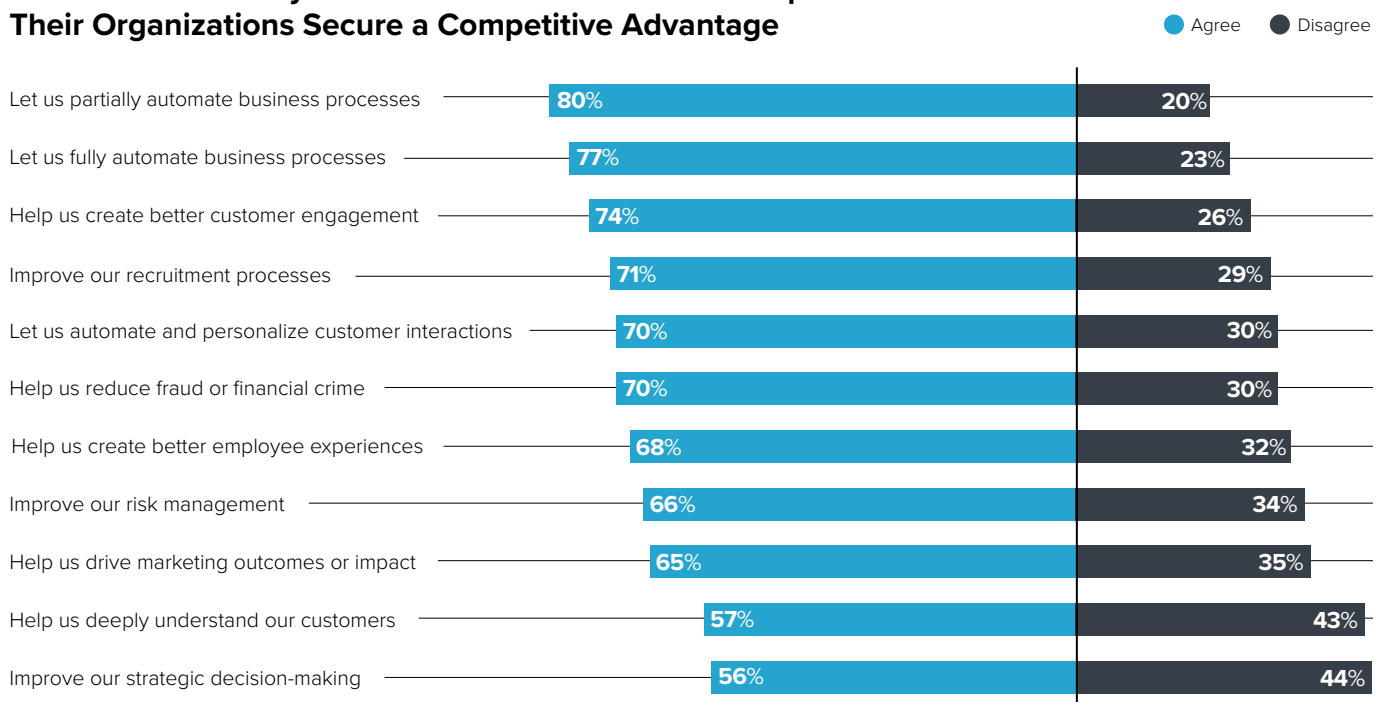 Their Organizations Secure a Competitive Advantage
Agree Disagree
Let us partially automate business processes 80% 20%
Let us fully automate business processes 77% 23%
Help us create better customer engagement 74% 26%
Improve our recruitment processes 71% 29%
Let us automate and personalize customer interactions 70% 30%
Help us reduce fraud or financial crime 70% 30%
Help us create better employee experiences 68% 32%
Improve our risk management 66% 34%
Help us drive marketing outcomes or impact 65% 35%
Help us deeply understand our customers 57% 43%
Improve our strategic decision-making 56% 44%